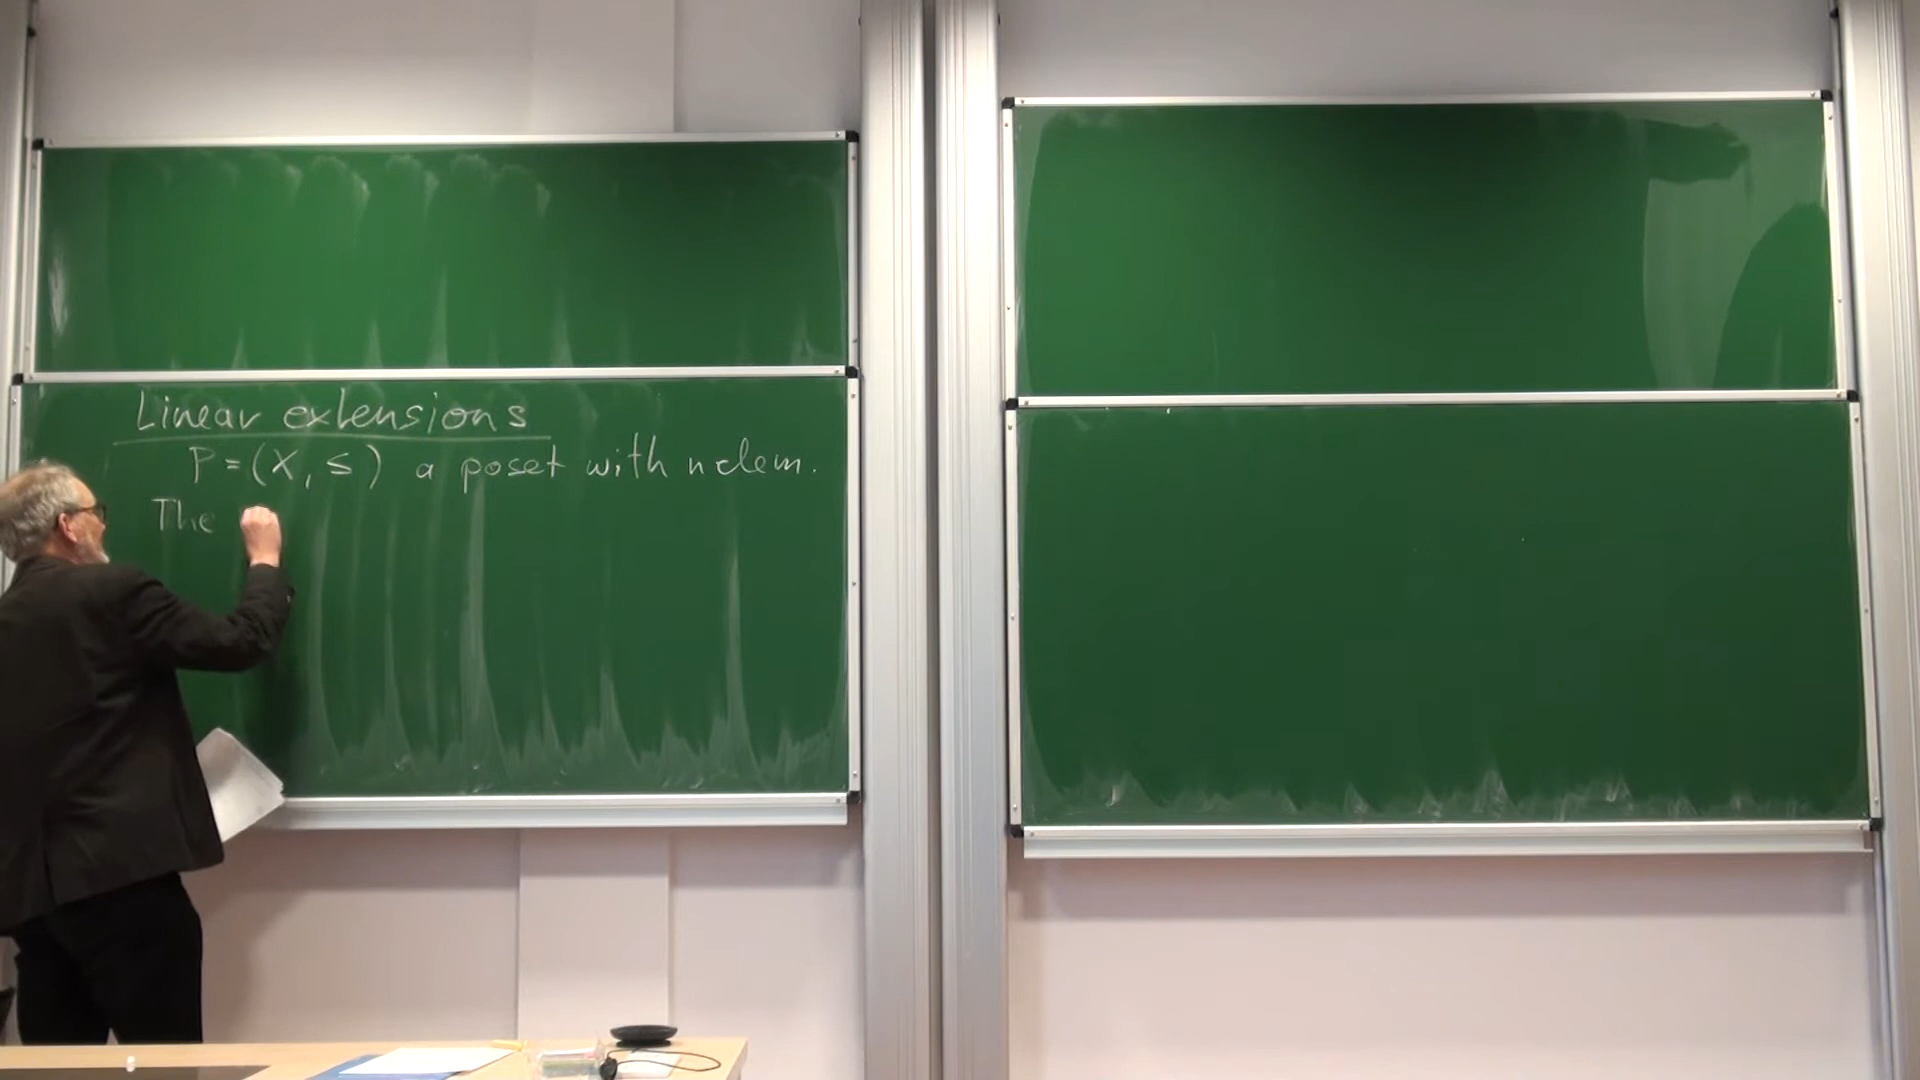 Linear extensions
P = (X, ≤) a poset with n elem.
The